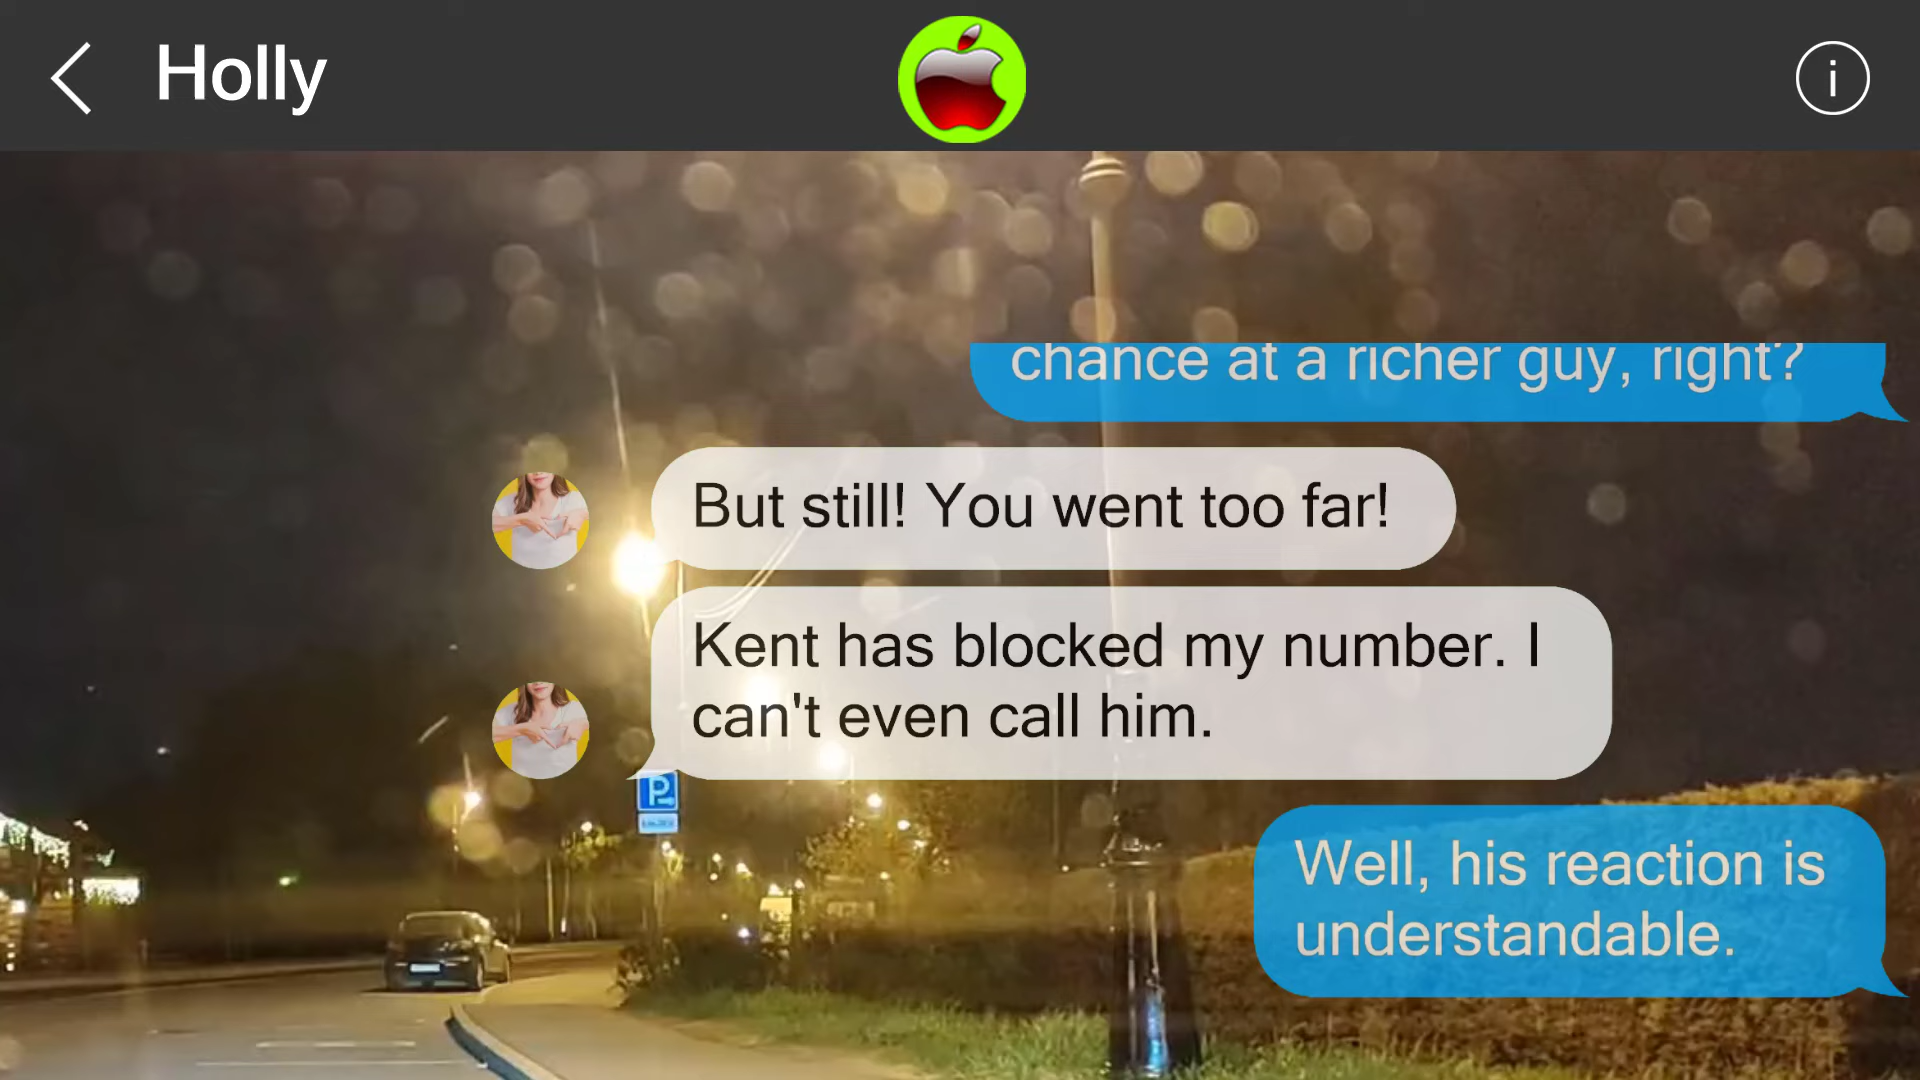 Holly
chance at a richer guy, right?
But still! You went too far!
Kent has blocked my number. I
can't even call him.
P
Well, his reaction is
understandable.